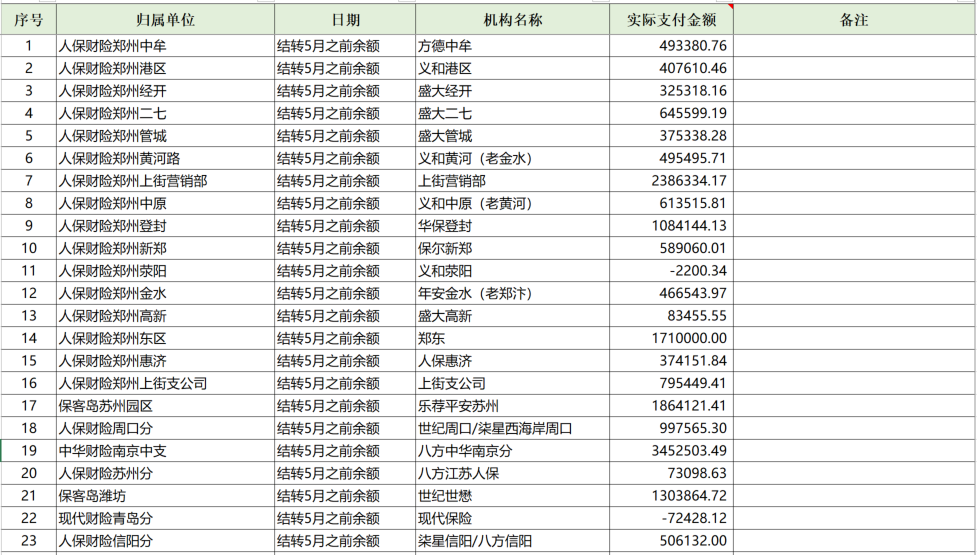 序号 归属单位 日期 机构名称 实际支付金额 备注
1 人保财险郑州中牟 结转5月之前余额 方德中牟 493380.76
2 人保财险郑州港区 结转5月之前余额 义和港区 407610.46
3 人保财险郑州经开 结转5月之前余额 盛大经开 325318.16
4 人保财险郑州二七 结转5月之前余额 盛大二七 645599.19
5 人保财险郑州管城 结转5月之前余额 盛大管城 375338.28
6 人保财险郑州黄河路 结转5月之前余额 义和黄河（老金水） 495495.71
7 人保财险郑州上街营销部 结转5月之前余额 上街营销部 2386334.17
8 人保财险郑州中原 结转5月之前余额 义和中原（老黄河） 613515.81
9 人保财险郑州登封 结转5月之前余额 华保登封 1084144.13
10 人保财险郑州新郑 结转5月之前余额 保尔新郑 589060.01
11 人保财险郑州荥阳 结转5月之前余额 义和荥阳 -2200.34
12 人保财险郑州金水 结转5月之前余额 年安金水（老郑汴） 466543.97
13 人保财险郑州高新 结转5月之前余额 盛大高新 83455.55
14 人保财险郑州东区 结转5月之前余额 郑东 1710000.00
15 人保财险郑州惠济 结转5月之前余额 人保惠济 374151.84
16 人保财险郑州上街支公司 结转5月之前余额 上街支公司 795449.41
17 保客岛苏州园区 结转5月之前余额 乐荐平安苏州 1864121.41
18 人保财险周口分 结转5月之前余额 世纪周口/柒星西海岸周口 997565.30
19 中华财险南京中支 结转5月之前余额 八方中华南京分 3452503.49
20 人保财险苏州分 结转5月之前余额 八方江苏人保 73098.63
21 保客岛潍坊 结转5月之前余额 世纪世懋 1303864.72
22 现代财险青岛分 结转5月之前余额 现代保险 -72428.12
23 人保财险信阳分 结转5月之前余额 柒星信阳/八方信阳 506132.00